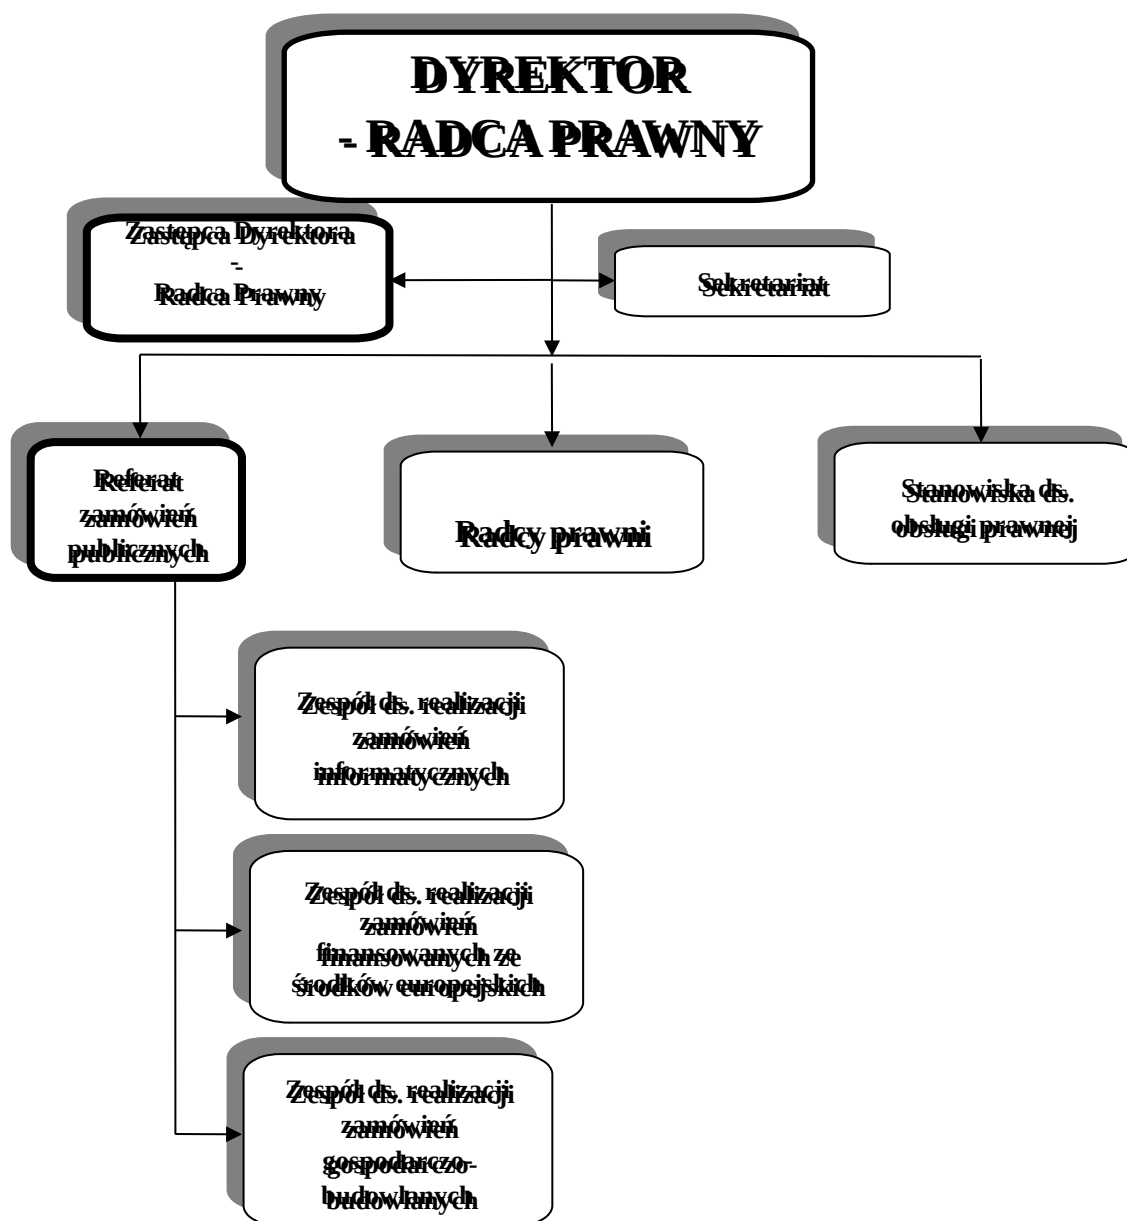 DYREKTOR
- RADCA PRAWNY
Zastępca Dyrektora
-
Radca Prawny
Sekretariat
Referat
zamówień
publicznych
Radcy prawni
Stanowiska ds.
obsługi prawnej
Zespół ds. realizacji
zamówień
informatycznych
Zespół ds. realizacji
zamówień
finansowanych ze
środków europejskich
Zespół ds. realizacji
zamówień
gospodarczo-
budowlanych